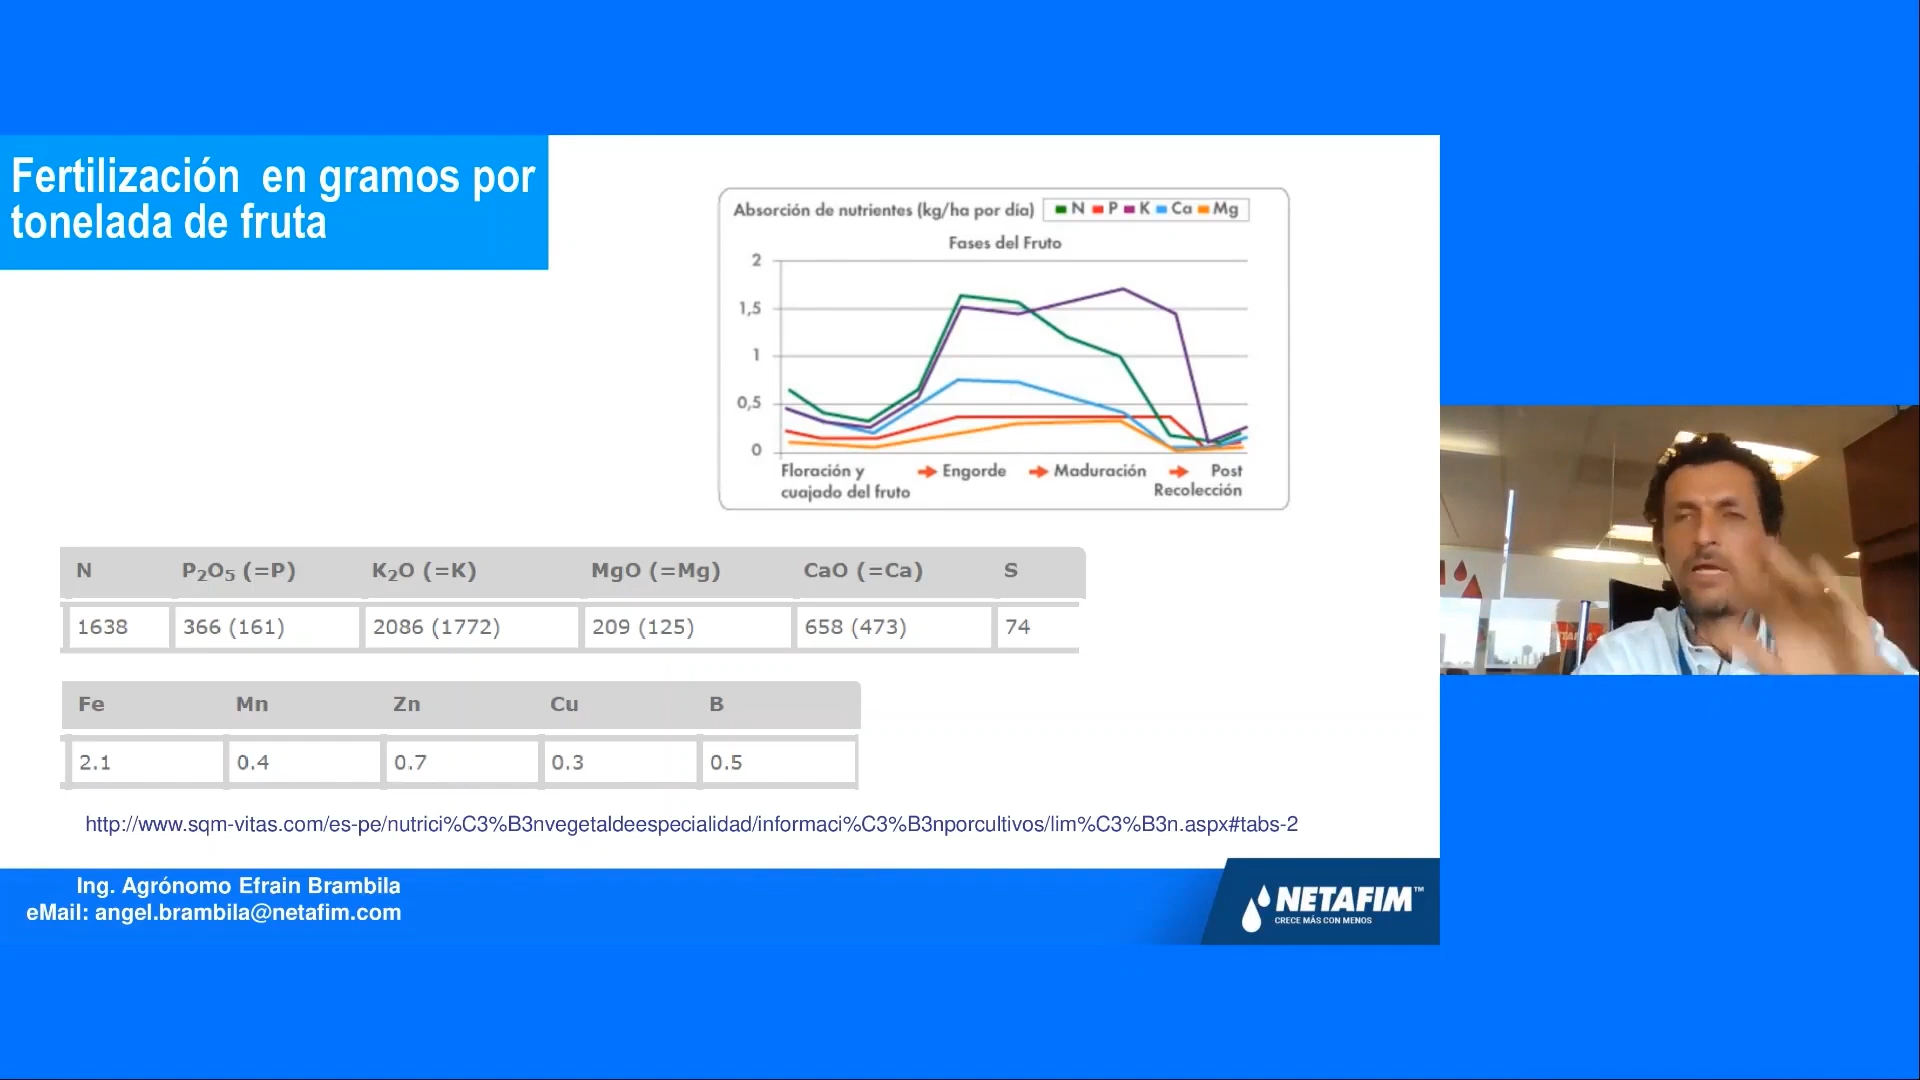 Fertilización en gramos por
tonelada de fruta
Absorción de nutrientes (kg/ha por día) N P K Ca Mg
Fases del Fruto
2
1,5
1
0,5
0
Floración y
cuajado del fruto
Engorde
Maduración
Post
Recolección
N P₂O₅ (=P) K₂O (=K) MgO (=Mg) CaO (=Ca) S
1638 366 (161) 2086 (1772) 209 (125) 658 (473) 74
Fe Mn Zn Cu B
2.1 0.4 0.7 0.3 0.5
http://www.sqm-vitas.com/es-pe/nutrici%C3%B3nvegetaldeespecialidad/informaci%C3%B3nporcultivos/lim%C3%B3n.aspx#tabs-2
Ing. Agrónomo Efrain Brambila
eMail: angel.brambila@netafim.com
NETAFIM™
CRECE MÁS CON MENOS